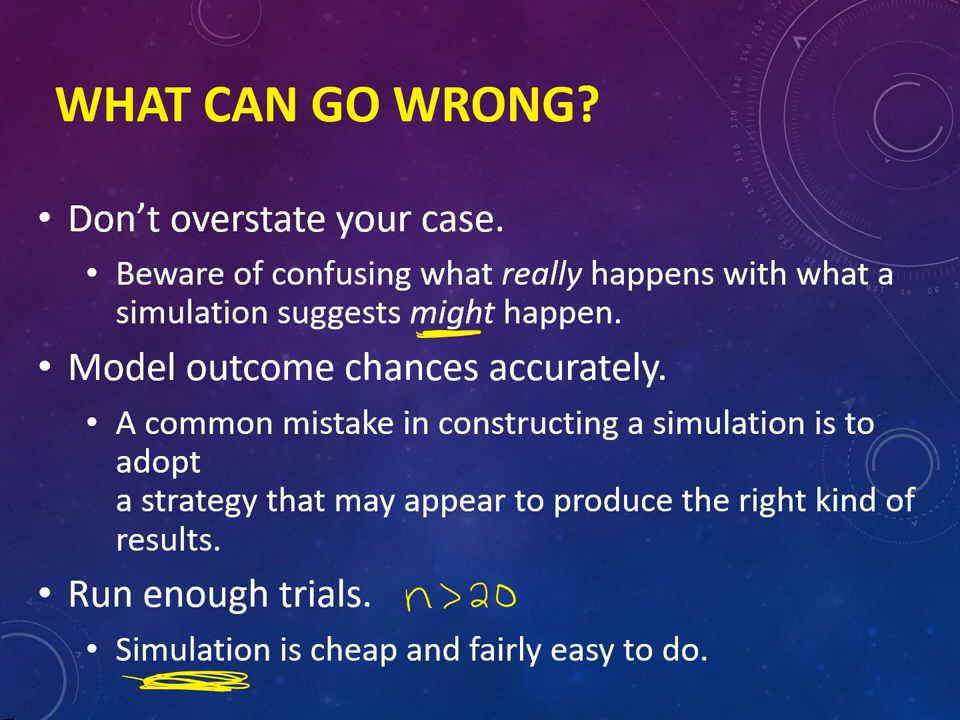 WHAT CAN GO WRONG?
• Don’t overstate your case.
• Beware of confusing what really happens with what a
simulation suggests might happen.
• Model outcome chances accurately.
• A common mistake in constructing a simulation is to
adopt
a strategy that may appear to produce the right kind of
results.
• Run enough trials. n>20
• Simulation is cheap and fairly easy to do.